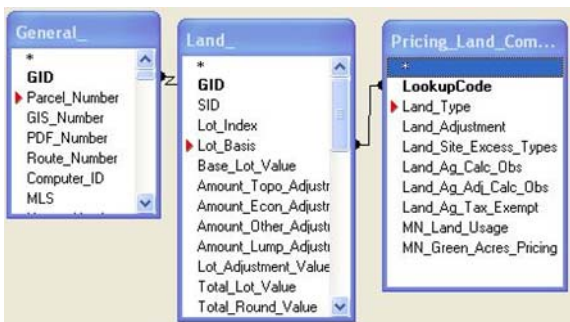 General_
*
GID
Parcel_Number
GIS_Number
PDF_Number
Route_Number
Computer_ID
MLS
Land_
*
GID
SID
Lot_Index
Lot_Basis
Base_Lot_Value
Amount_Topo_Adjustr
Amount_Econ_Adjustr
Amount_Other_Adjustr
Amount_Lump_Adjustr
Lot_Adjustment_Value
Total_Lot_Value
Total_Round_Value
Pricing_Land_Com...
*
LookupCode
Land_Type
Land_Adjustment
Land_Site_Excess_Types
Land_Ag_Calc_Obs
Land_Ag_Adj_Calc_Obs
Land_Ag_Tax_Exempt
MN_Land_Usage
MN_Green_Acres_Pricing